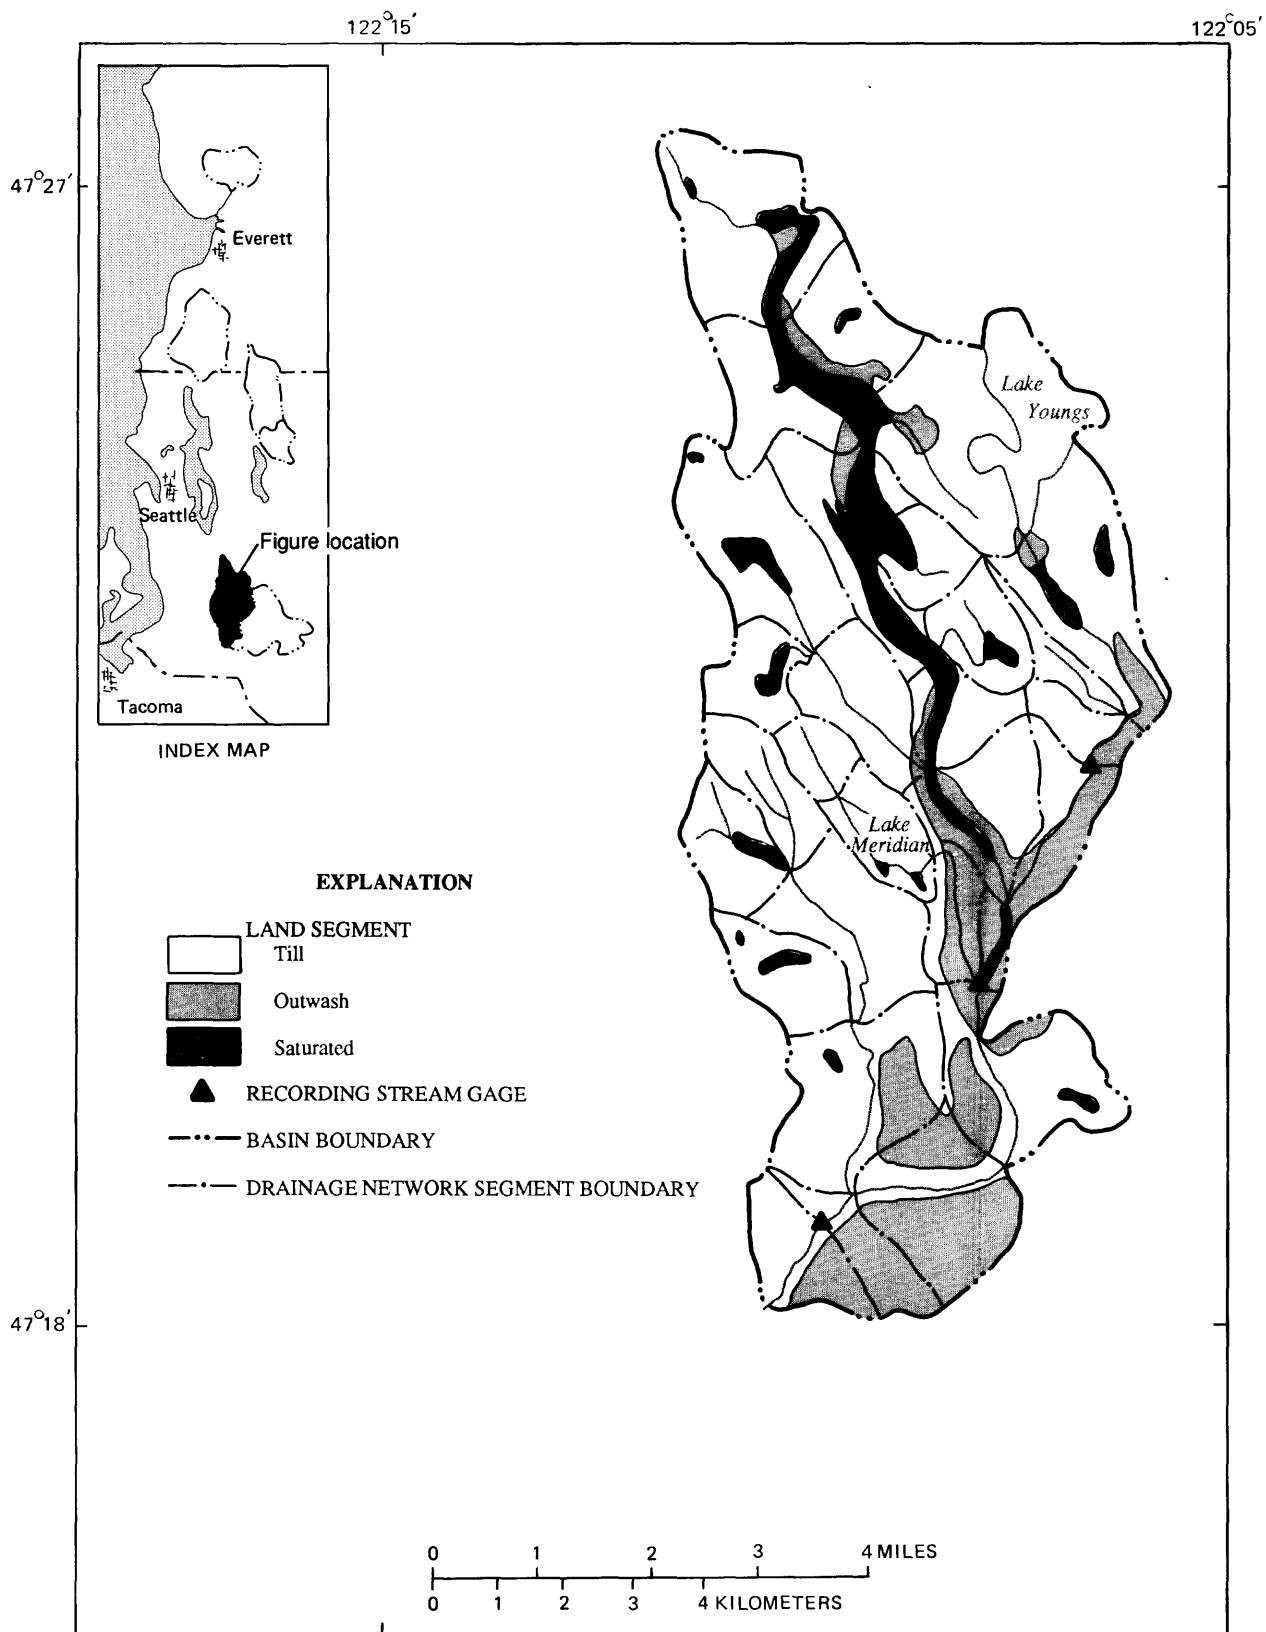 122°15′
122°05′
47°27′
Everett
Seattle
Figure location
Tacoma
INDEX MAP
Lake
Youngs
Lake
Meridian
EXPLANATION
LAND SEGMENT
Till
Outwash
Saturated
RECORDING STREAM GAGE
BASIN BOUNDARY
DRAINAGE NETWORK SEGMENT BOUNDARY
47°18′
0 1 2 3 4 MILES
0 1 2 3 4 KILOMETERS